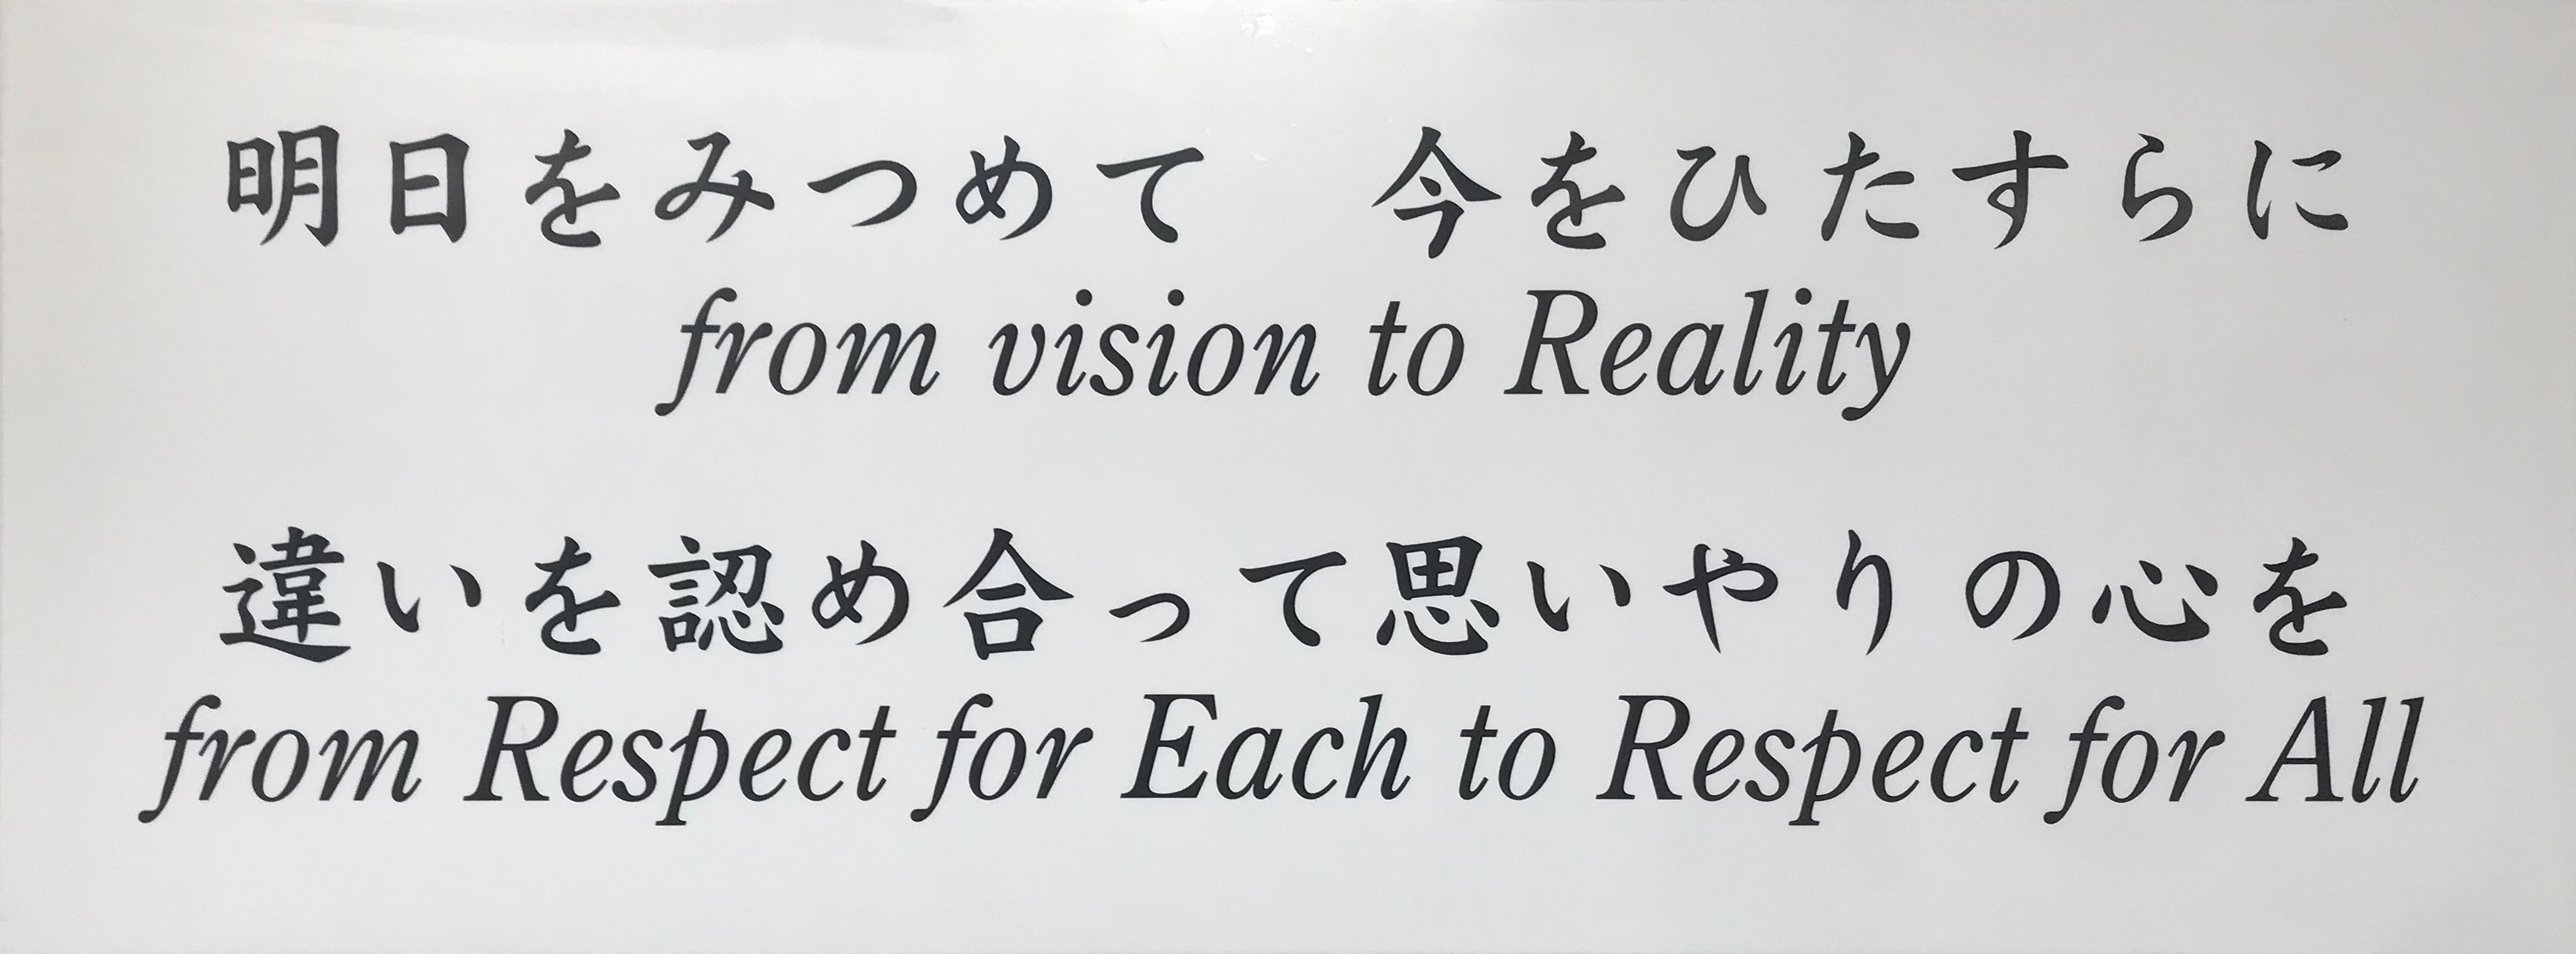 明日をみつめて　今をひたすらに
from vision to Reality
違いを認め合って思いやりの心を
from Respect for Each to Respect for All